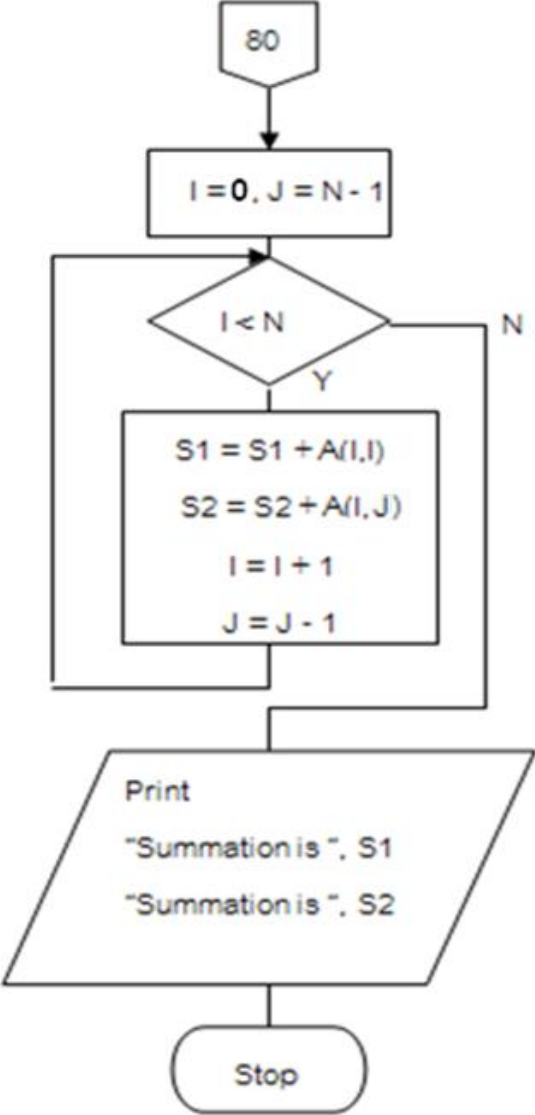 80
I = 0, J = N - 1
I < N
N
Y
S1 = S1 + A(I,I)
S2 = S2 + A(I, J)
I = I + 1
J = J - 1
Print
"Summation is ", S1
"Summation is ", S2
Stop